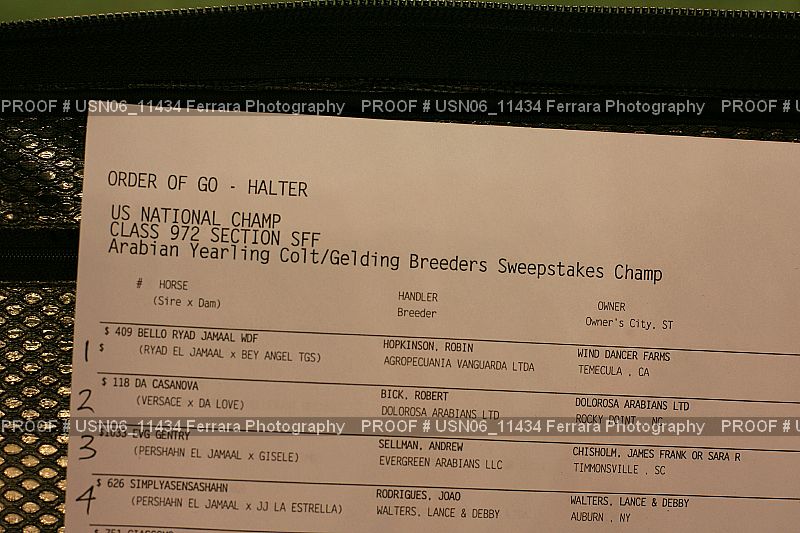 PROOF # USN06_11434 Ferrara Photography PROOF # USN06_11434 Ferrara Photography PROOF # U
ORDER OF GO - HALTER
US NATIONAL CHAMP
CLASS 972 SECTION SFF
Arabian Yearling Colt/Gelding Breeders Sweepstakes Champ
# HORSE HANDLER OWNER
(Sire x Dam) Breeder Owner's City, ST
1 $ 409 BELLO RYAD JAMAAL WDF HOPKINSON, ROBIN WIND DANCER FARMS
$ (RYAD EL JAMAAL x BEY ANGEL TGS) AGROPECUANIA VANGUARDA LTDA TEMECULA , CA
2 $ 118 DA CASANOVA BICK, ROBERT DOLOROSA ARABIANS LTD
(VERSACE x DA LOVE) DOLOROSA ARABIANS LTD ROCKY POINT, NC
PROOF # USN06_11434 Ferrara Photography PROOF # USN06_11434 Ferrara Photography PROOF # U
3 $1033 EVG GENTRY SELLMAN, ANDREW CHISHOLM, JAMES FRANK OR SARA R
(PERSHAHN EL JAMAAL x GISELE) EVERGREEN ARABIANS LLC TIMMONSVILLE , SC
4 $ 626 SIMPLYASENSASHAHN RODRIGUES, JOAO WALTERS, LANCE & DEBBY
(PERSHAHN EL JAMAAL x JJ LA ESTRELLA) WALTERS, LANCE & DEBBY AUBURN , NY